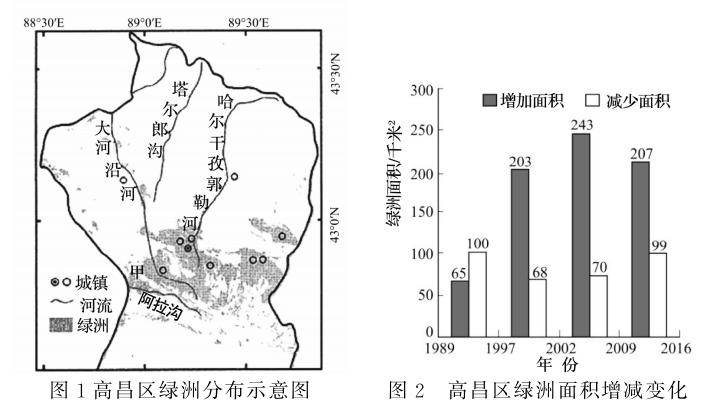 88°30′E 89°0′E 89°30′E
43°30′N
43°0′N
大河沿河
塔尔郎沟
哈尔干孜郭勒河
甲
阿拉沟
城镇
河流
绿洲
图1高昌区绿洲分布示意图
绿洲面积/千米²
300
250
200
150
100
50
0
增加面积 减少面积
65 100 203 68 243 70 207 99
1989 1997 2002 2009 2016
年 份
图2 高昌区绿洲面积增减变化